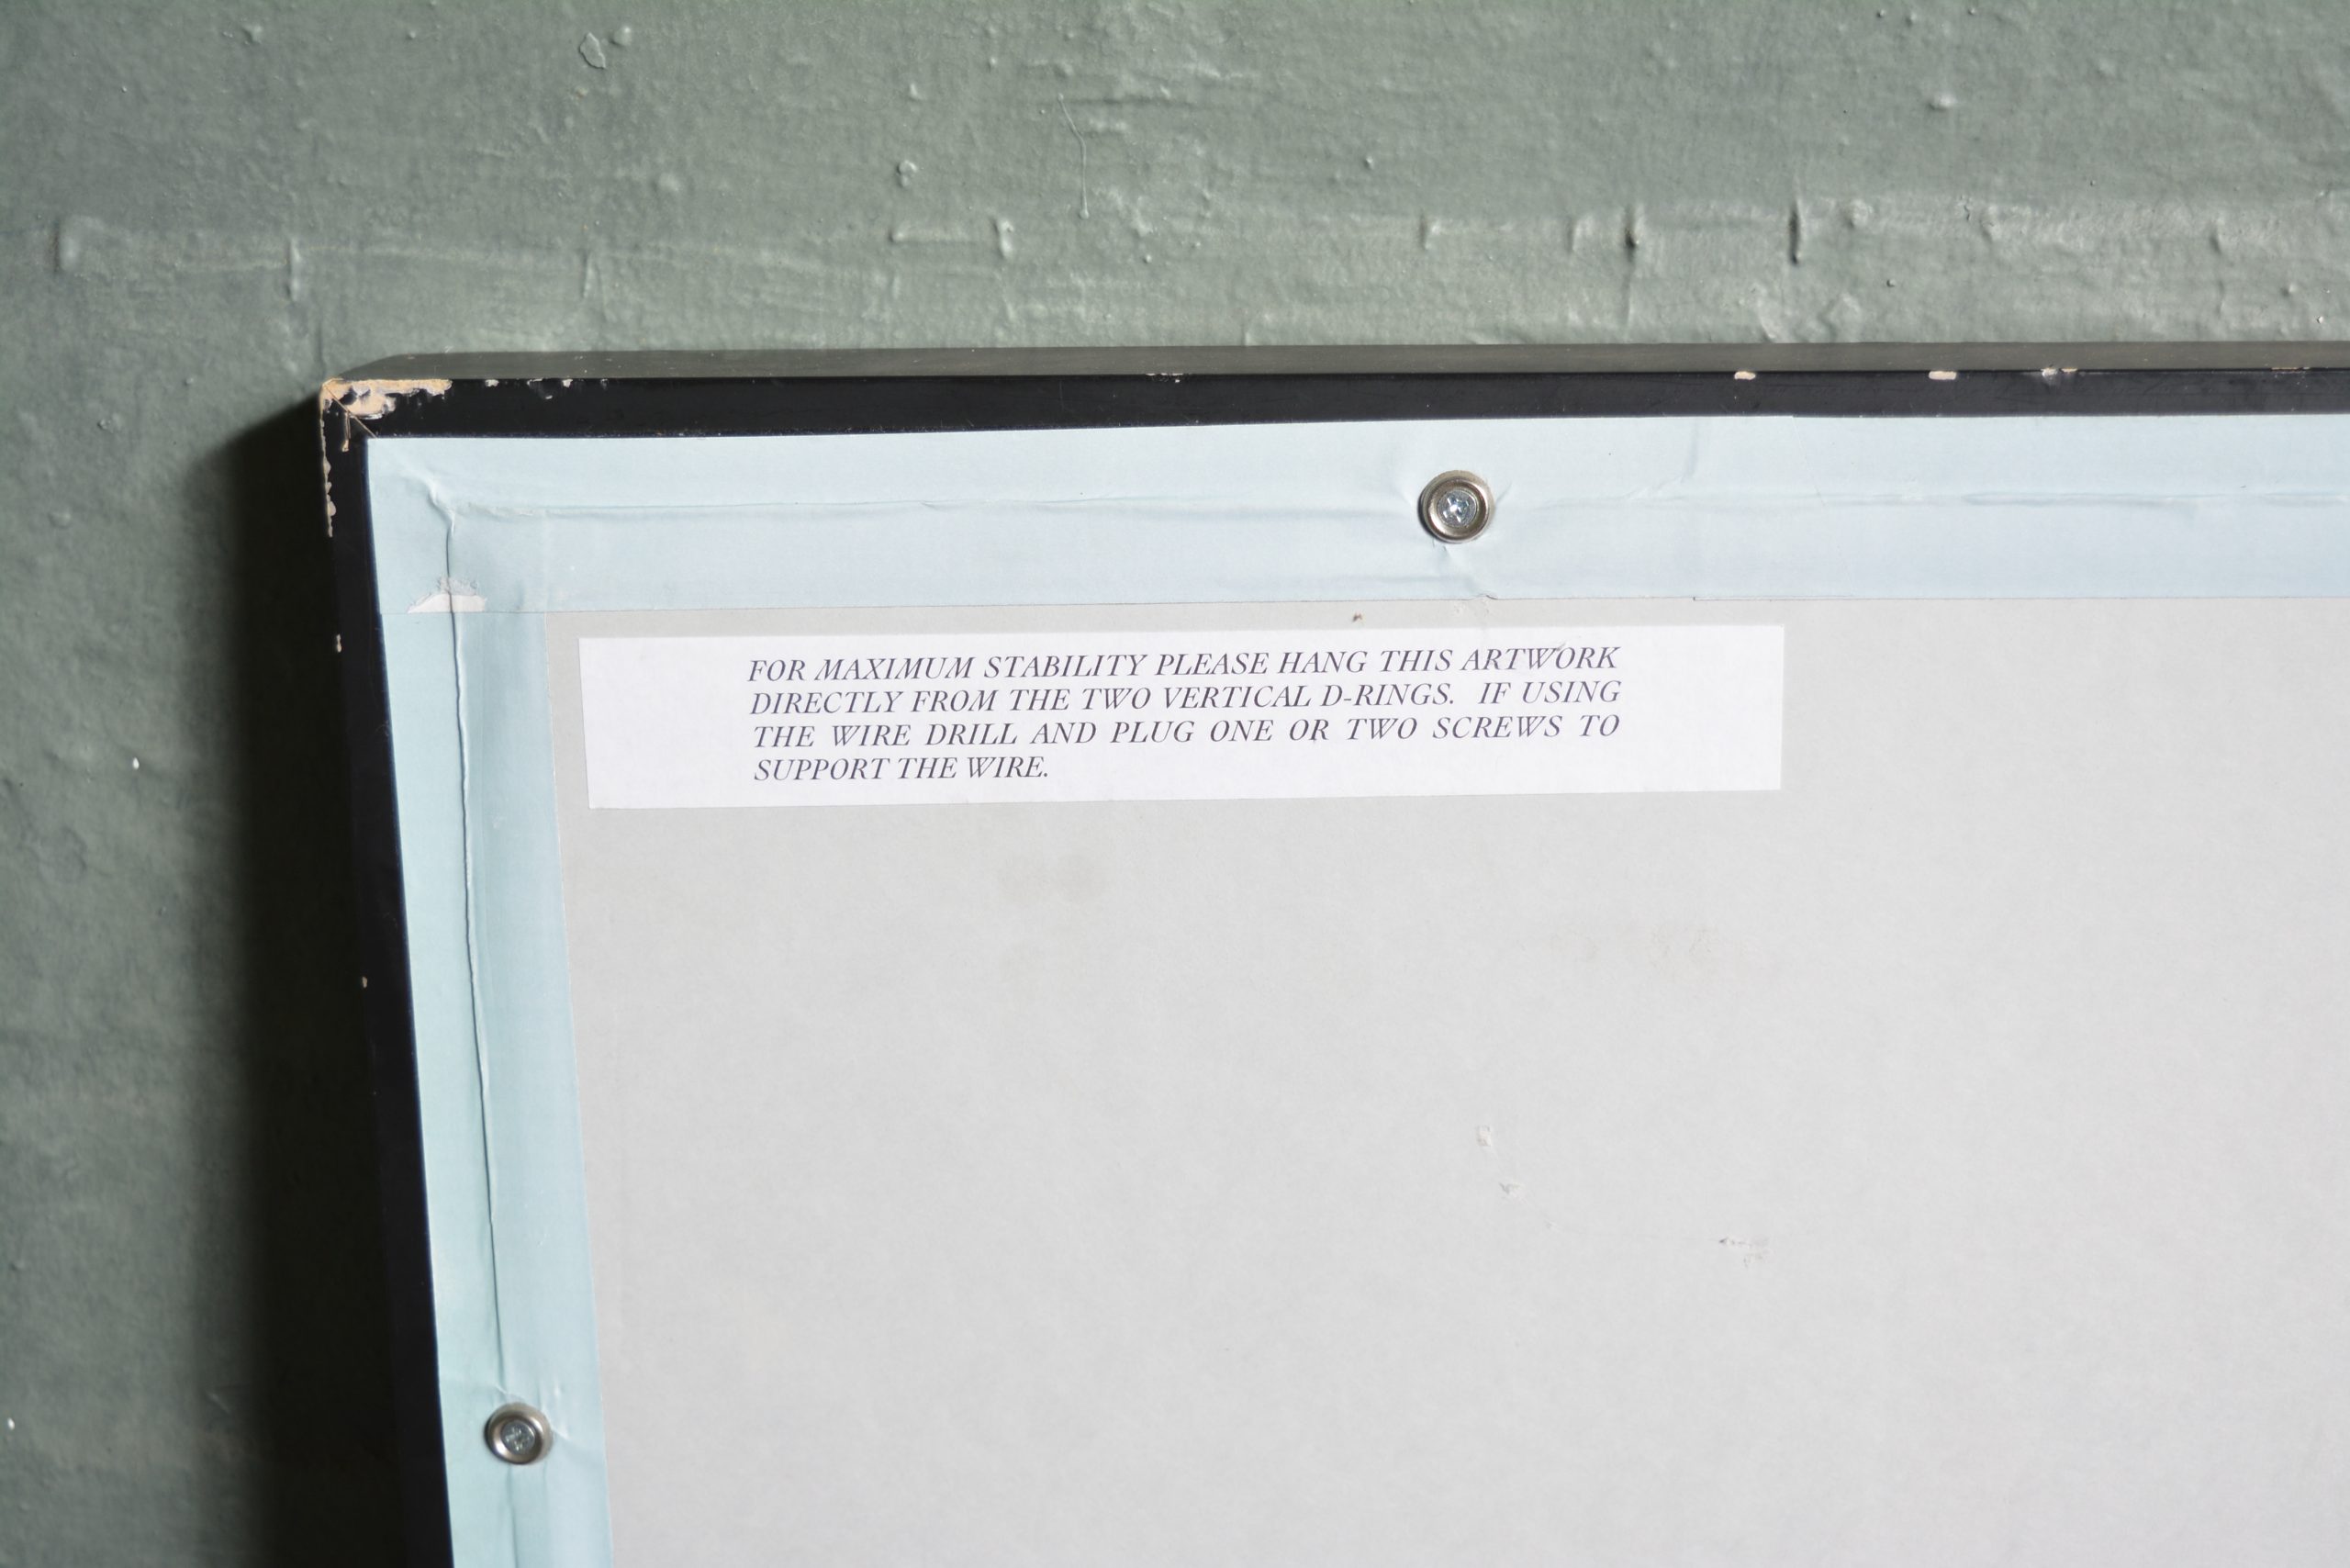 FOR MAXIMUM STABILITY PLEASE HANG THIS ARTWORK
DIRECTLY FROM THE TWO VERTICAL D-RINGS. IF USING
THE WIRE DRILL AND PLUG ONE OR TWO SCREWS TO
SUPPORT THE WIRE.